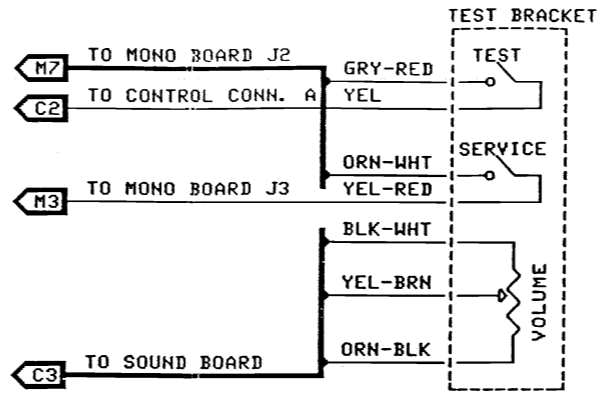 TEST BRACKET
M7 TO MONO BOARD J2
GRY-RED
TEST
C2 TO CONTROL CONN. A
YEL
ORN-WHT
SERVICE
M3 TO MONO BOARD J3
YEL-RED
BLK-WHT
YEL-BRN
VOLUME
ORN-BLK
C3 TO SOUND BOARD